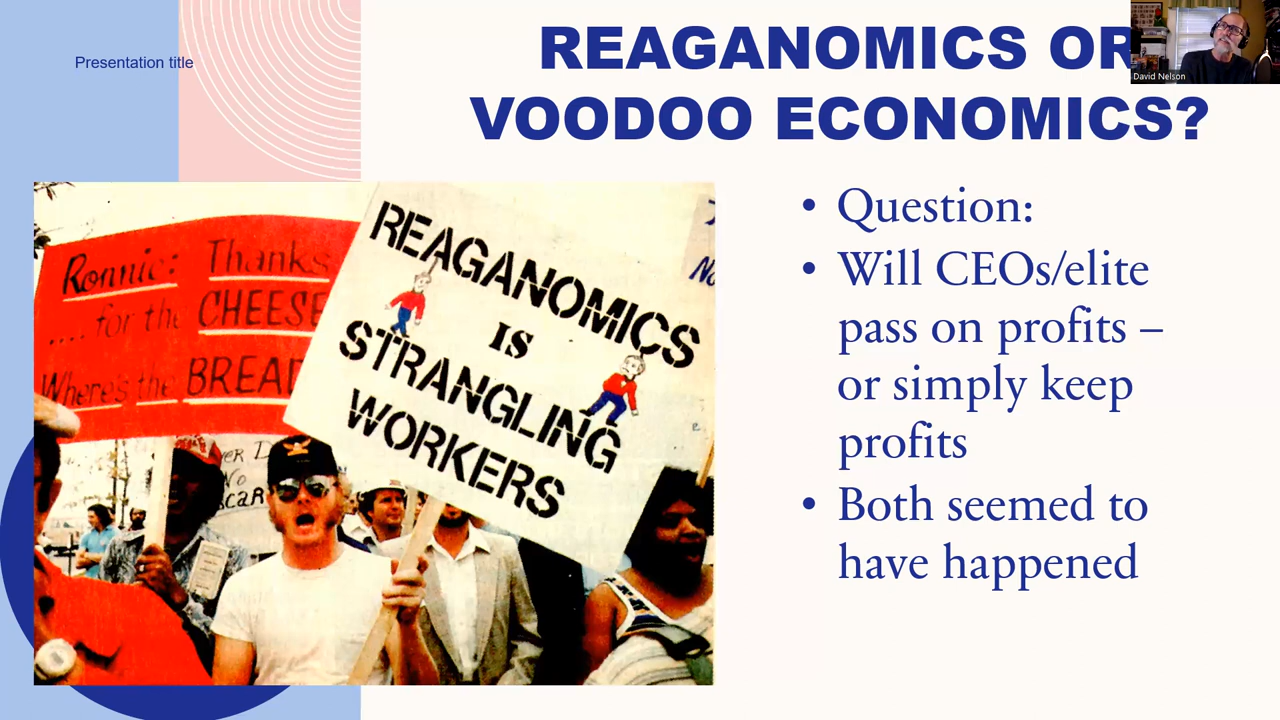 Presentation title
REAGANOMICS OR
VOODOO ECONOMICS?
David Nelson
Ronnie: Thanks
.... for the CHEESE
Where's the BREAD
REAGANOMICS
IS
STRANGLING
WORKERS
No
• Question:
• Will CEOs/elite
pass on profits –
or simply keep
profits
• Both seemed to
have happened